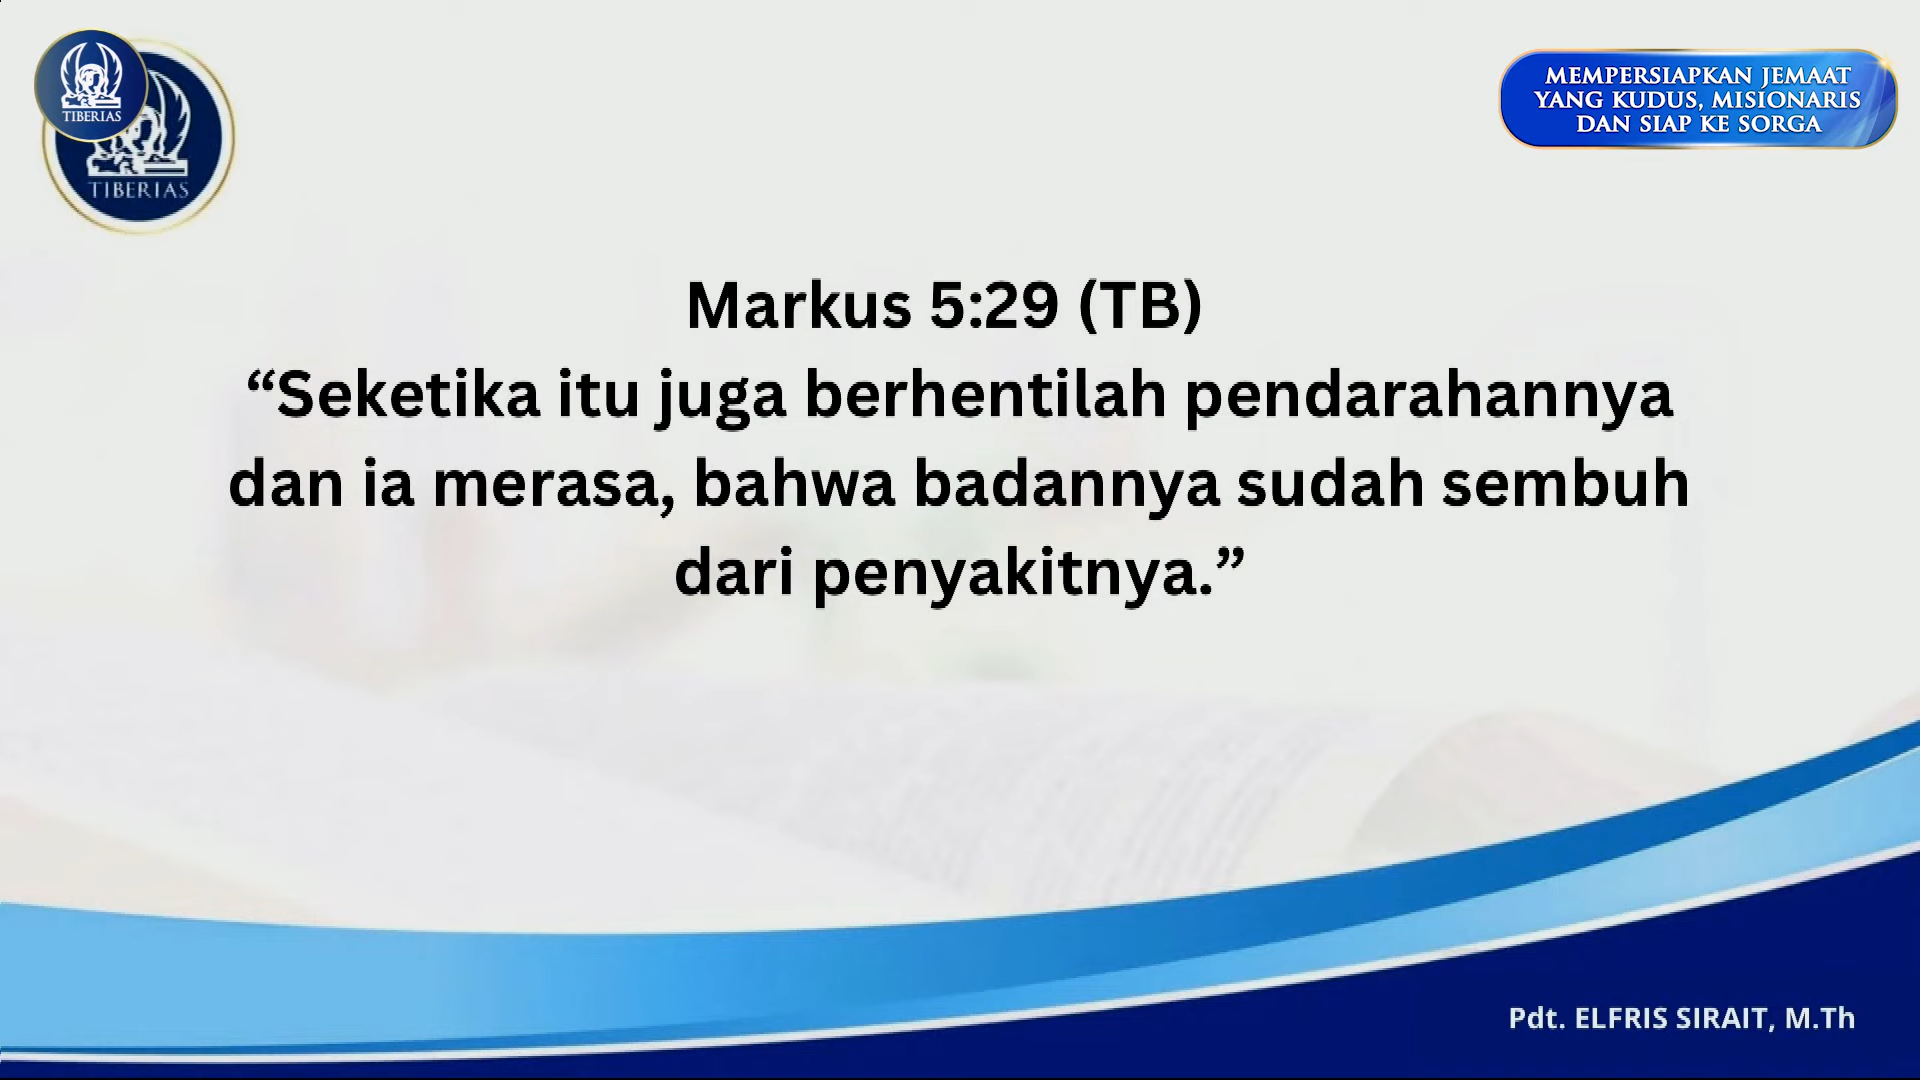 TIBERIAS
TIBERIAS
MEMPERSIAPKAN JEMAAT
YANG KUDUS, MISIONARIS
DAN SIAP KE SORGA
Markus 5:29 (TB)
“Seketika itu juga berhentilah pendarahannya
dan ia merasa, bahwa badannya sudah sembuh
dari penyakitnya.”
Pdt. ELFRIS SIRAIT, M.Th